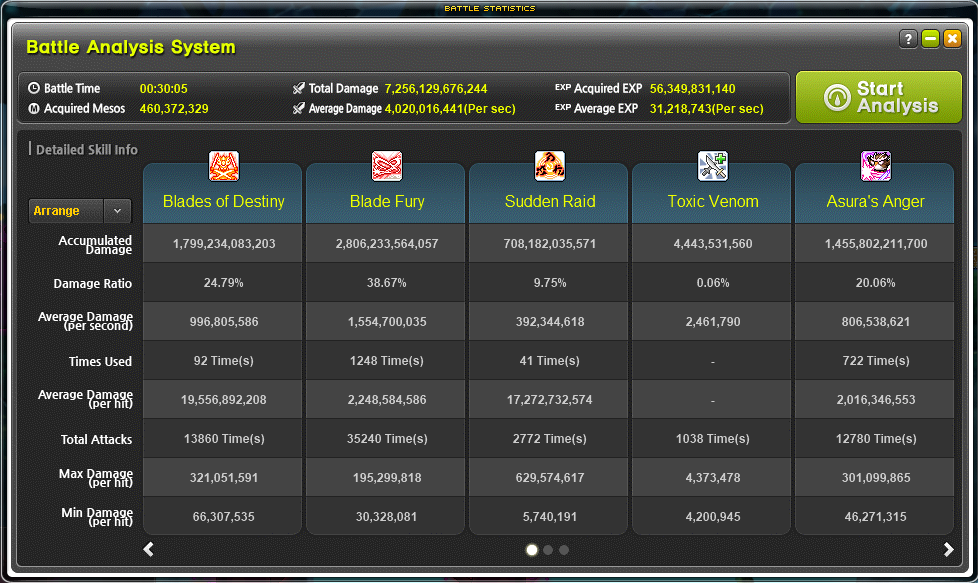 BATTLE STATISTICS
Battle Analysis System
?
Battle Time 00:30:05 Total Damage 7,256,129,676,244 EXP Acquired EXP 56,349,831,140
M Acquired Mesos 460,372,329 Average Damage 4,020,016,441(Per sec) EXP Average EXP 31,218,743(Per sec)
Start
Analysis
Detailed Skill Info
Arrange
Blades of Destiny Blade Fury Sudden Raid Toxic Venom Asura's Anger
Accumulated
Damage
1,799,234,083,203 2,806,233,564,057 708,182,035,571 4,443,531,560 1,455,802,211,700
Damage Ratio 24.79% 38.67% 9.75% 0.06% 20.06%
Average Damage
(per second)
996,805,586 1,554,700,035 392,344,618 2,461,790 806,538,621
Times Used 92 Time(s) 1248 Time(s) 41 Time(s) - 722 Time(s)
Average Damage
(per hit)
19,556,892,208 2,248,584,586 17,272,732,574 - 2,016,346,553
Total Attacks 13860 Time(s) 35240 Time(s) 2772 Time(s) 1038 Time(s) 12780 Time(s)
Max Damage
(per hit)
321,051,591 195,299,818 629,574,617 4,373,478 301,099,865
Min Damage
(per hit)
66,307,535 30,328,081 5,740,191 4,200,945 46,271,315